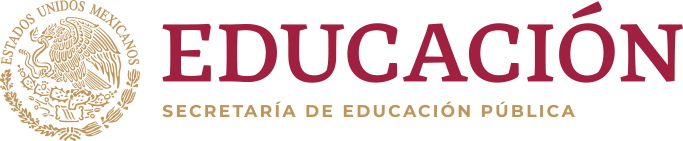 ESTADOS UNIDOS MEXICANOS
EDUCACIÓN
SECRETARÍA DE EDUCACIÓN PÚBLICA